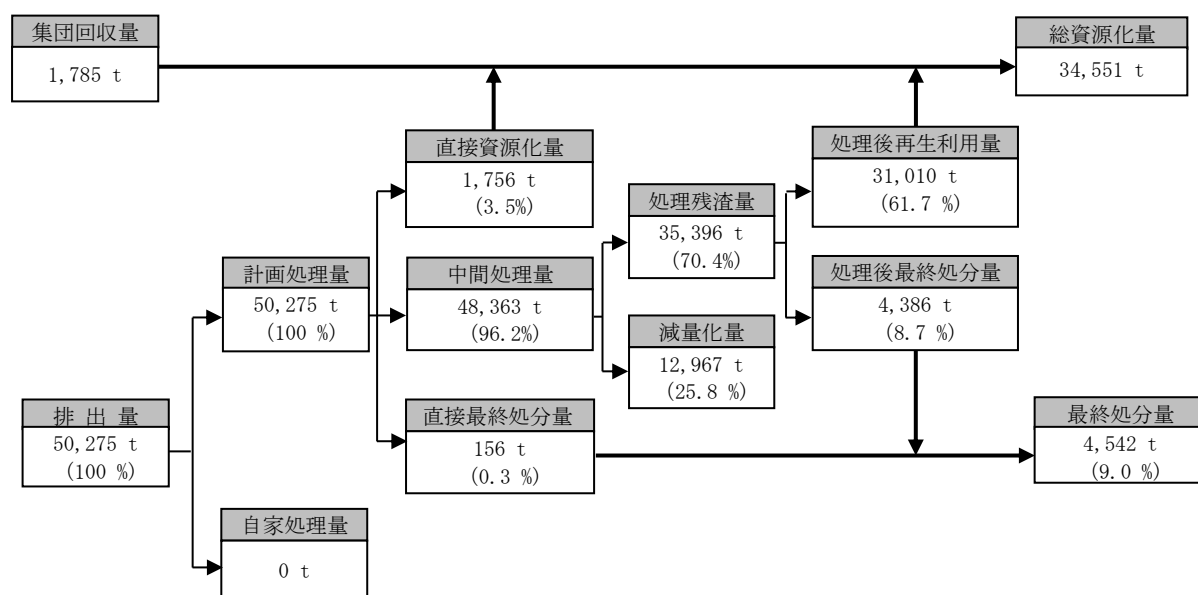 集団回収量
1,785 t
総資源化量
34,551 t
直接資源化量
1,756 t
(3.5%)
処理後再生利用量
31,010 t
(61.7 %)
処理残渣量
35,396 t
(70.4%)
計画処理量
50,275 t
(100 %)
中間処理量
48,363 t
(96.2%)
処理後最終処分量
4,386 t
(8.7 %)
減量化量
12,967 t
(25.8 %)
排 出 量
50,275 t
(100 %)
直接最終処分量
156 t
(0.3 %)
最終処分量
4,542 t
(9.0 %)
自家処理量
0 t